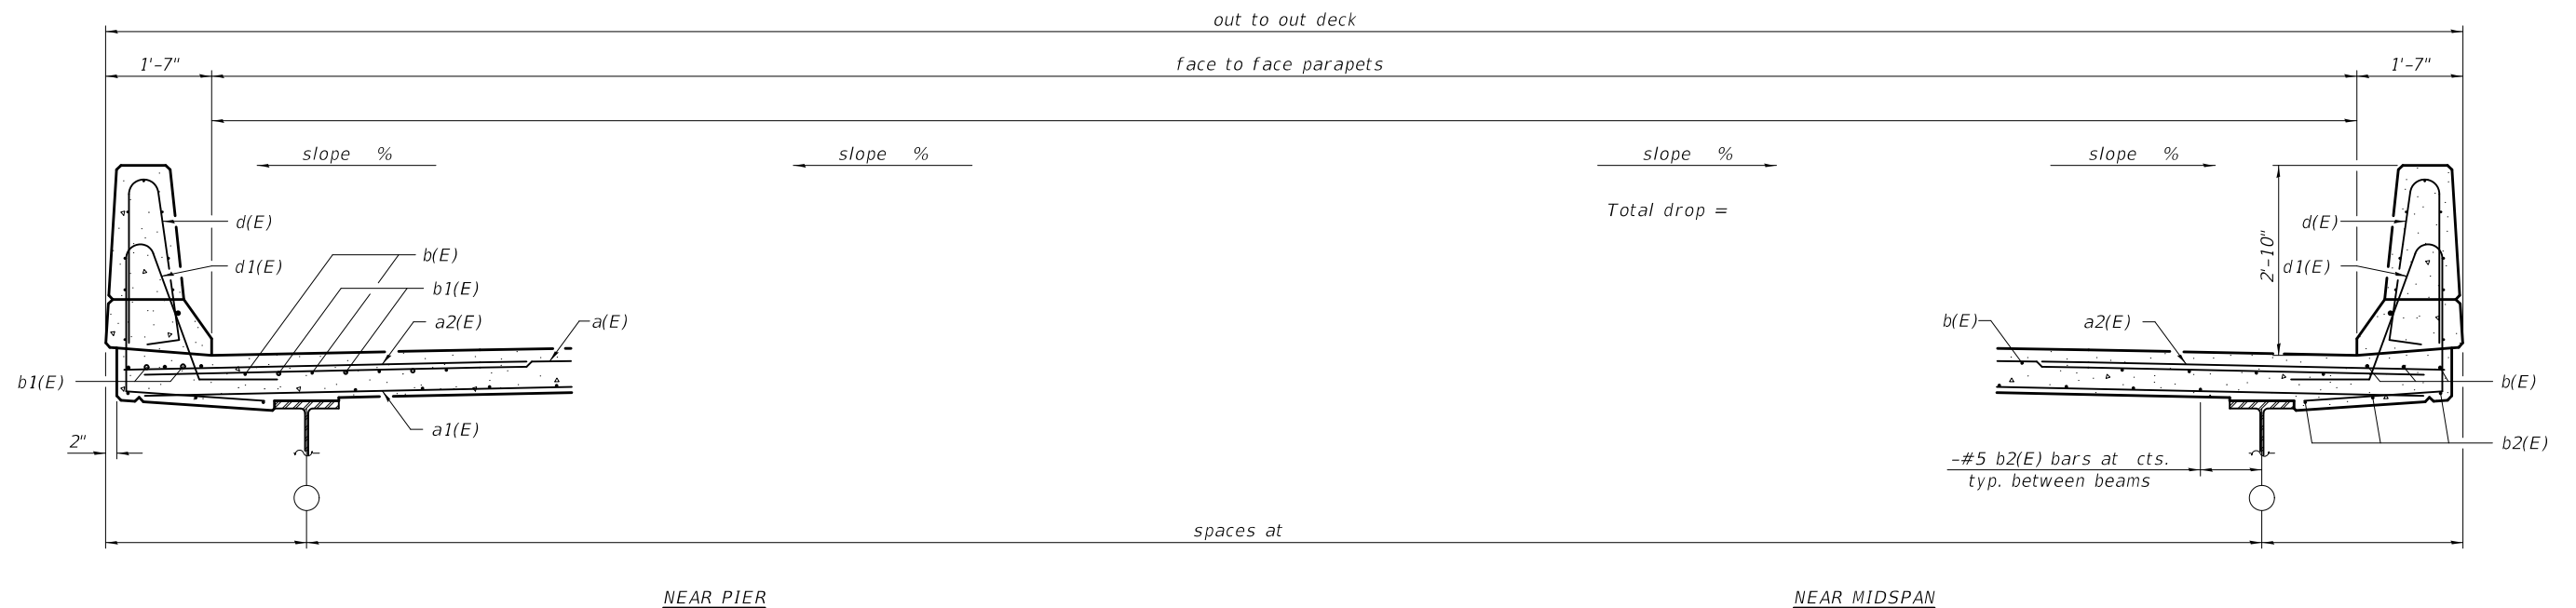 out to out deck
1'-7"
face to face parapets
1'-7"
slope %
slope %
slope %
slope %
Total drop =
d(E)
d1(E)
b(E)
b1(E)
a2(E)
a(E)
b1(E)
a1(E)
2"
d(E)
2'-10"
d1(E)
b(E)
a2(E)
b(E)
b2(E)
-#5 b2(E) bars at cts.
typ. between beams
spaces at
NEAR PIER
NEAR MIDSPAN